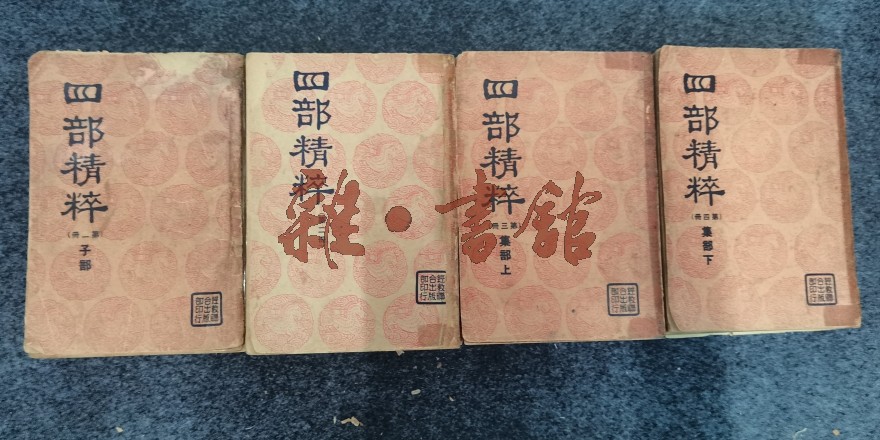 四部精粹
(第一冊)
子部
四部精粹
四部精粹
(第三冊)
集部上
四部精粹
(第四冊)
集部下
雜·書館